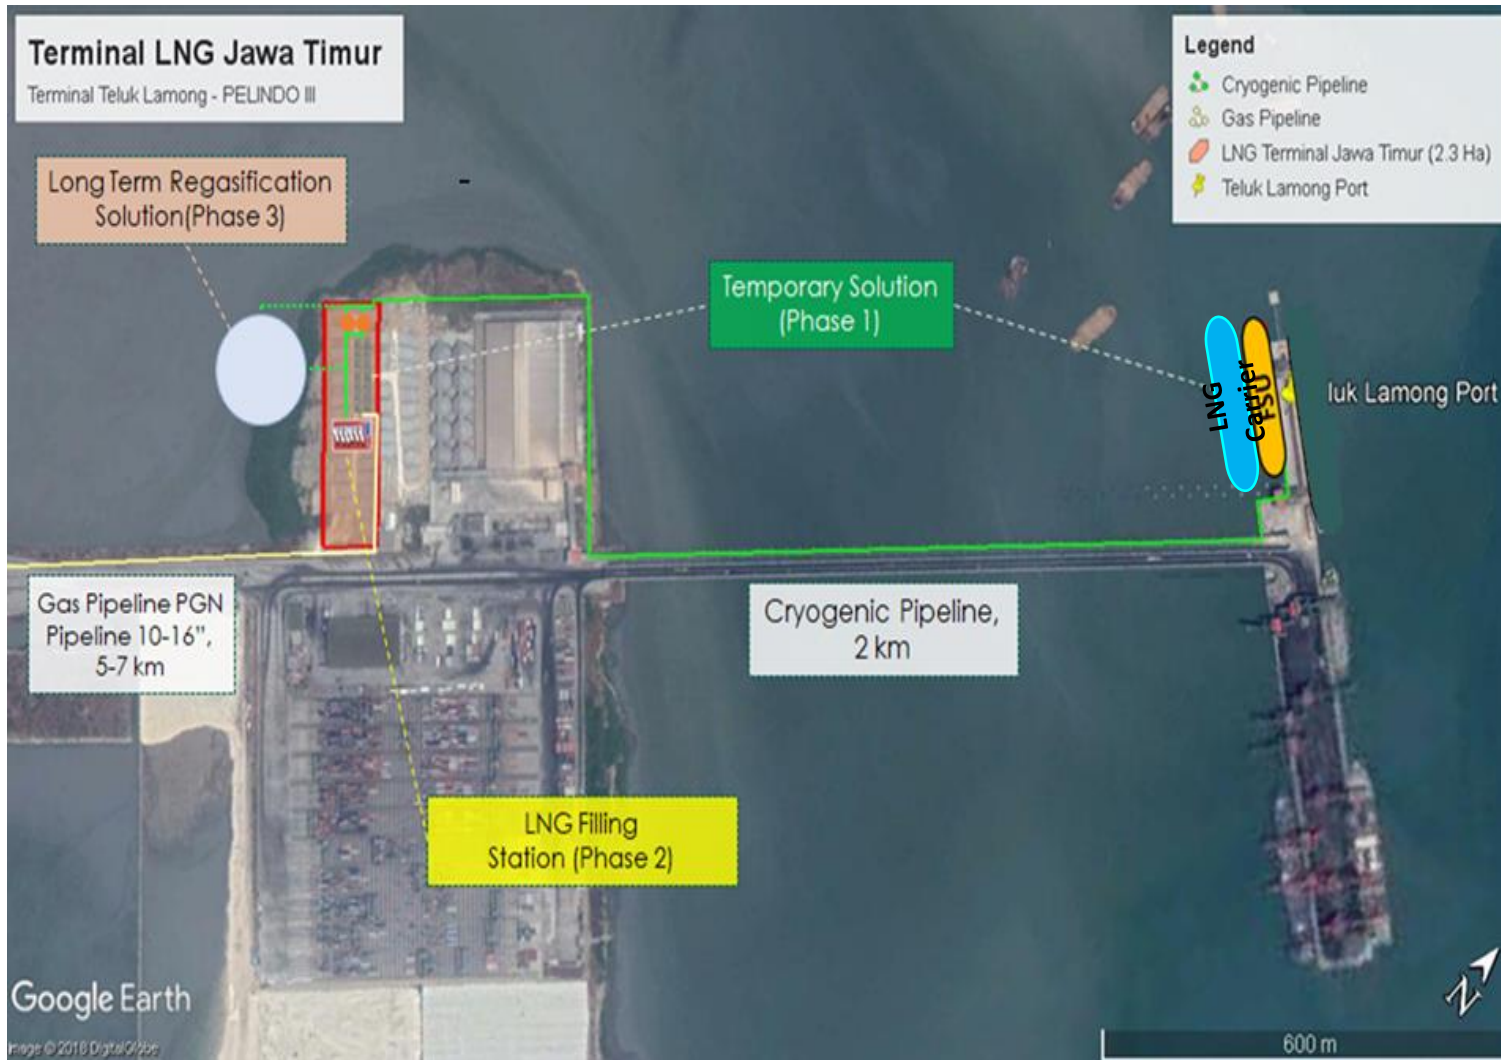 Terminal LNG Jawa Timur
Terminal Teluk Lamong - PELINDO III
Legend
Cryogenic Pipeline
Gas Pipeline
LNG Terminal Jawa Timur (2.3 Ha)
Teluk Lamong Port
Long Term Regasification
Solution(Phase 3)
-
Temporary Solution
(Phase 1)
LNG
Carrier
FSU
luk Lamong Port
Gas Pipeline PGN
Pipeline 10-16",
5-7 km
Cryogenic Pipeline,
2 km
LNG Filling
Station (Phase 2)
Google Earth
Image © 2018 DigitalGlobe
N
600 m